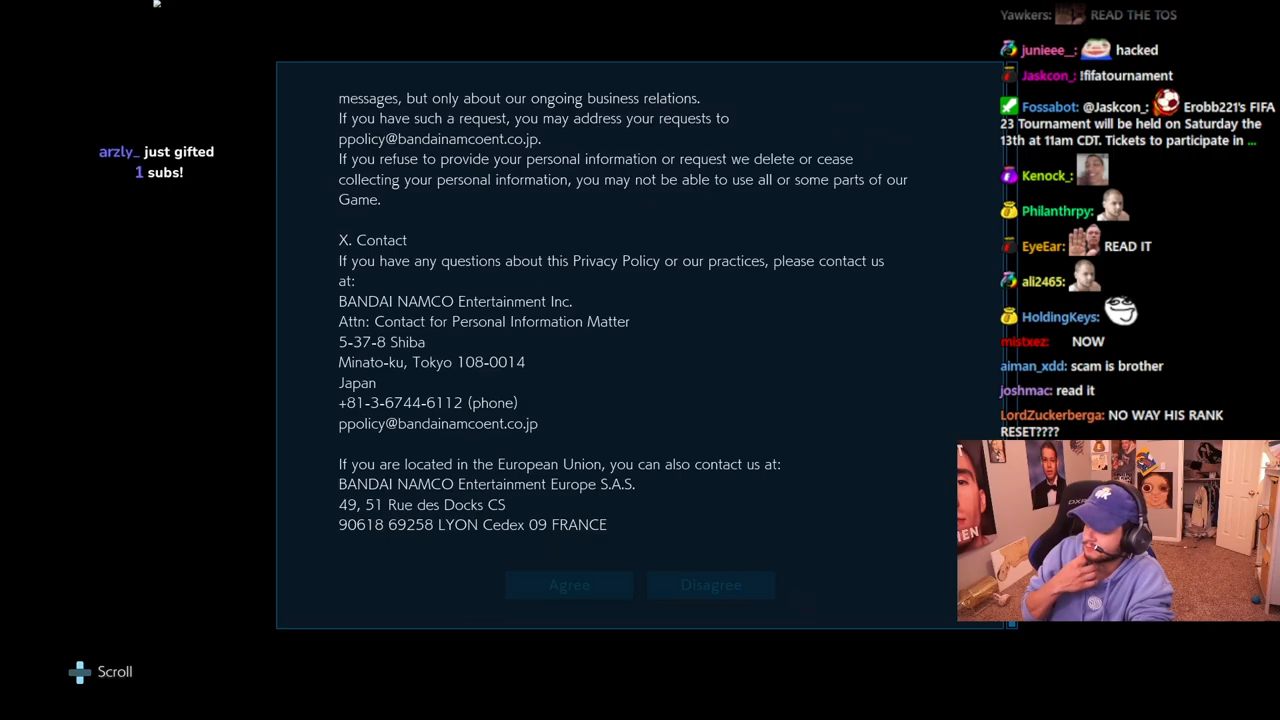 messages, but only about our ongoing business relations.
If you have such a request, you may address your requests to
ppolicy@bandainamcoent.co.jp.
If you refuse to provide your personal information or request we delete or cease
collecting your personal information, you may not be able to use all or some parts of our
Game.
X. Contact
If you have any questions about this Privacy Policy or our practices, please contact us
at:
BANDAI NAMCO Entertainment Inc.
Attn: Contact for Personal Information Matter
5-37-8 Shiba
Minato-ku, Tokyo 108-0014
Japan
+81-3-6744-6112 (phone)
ppolicy@bandainamcoent.co.jp
If you are located in the European Union, you can also contact us at:
BANDAI NAMCO Entertainment Europe S.A.S.
49, 51 Rue des Docks CS
90618 69258 LYON Cedex 09 FRANCE
Agree
Disagree
Scroll
arzly_ just gifted
1 subs!
Yawkers: READ THE TOS
junieee_: hacked
Jaskcon_: !fifatournament
Fossabot: @Jaskcon_: Erobb221's FIFA
23 Tournament will be held on Saturday the
13th at 11am CDT. Tickets to participate in ...
Kenock_:
Philanthrpy:
EyeEar: READ IT
ali2465:
HoldingKeys:
mistxez: NOW
aiman_xdd: scam is brother
joshmac: read it
LordZuckerberga: NO WAY HIS RANK
RESET????